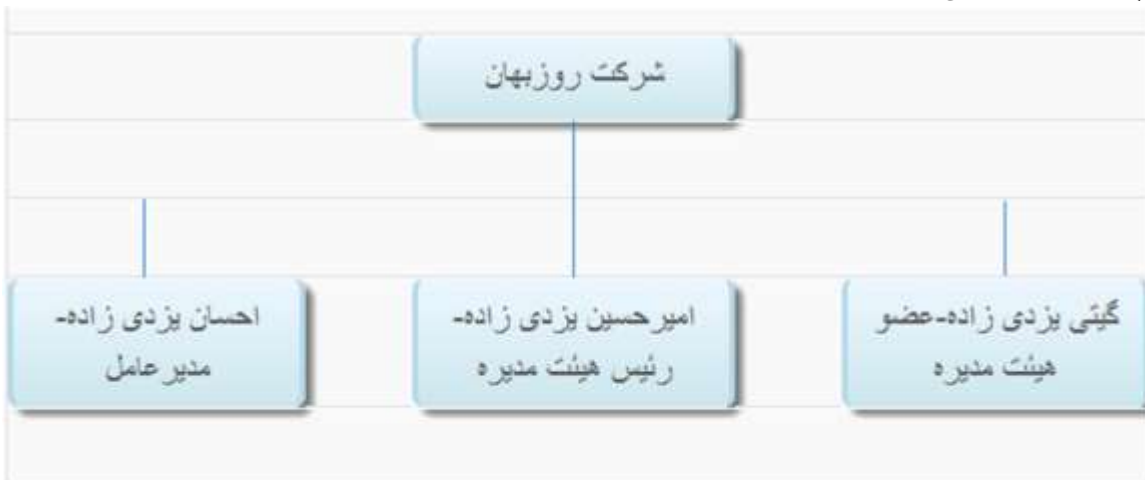 شرکت روزبهان
گیتی یزدی زاده-عضو
هیئت مدیره
امیرحسین یزدی زاده-
رئیس هیئت مدیره
احسان یزدی زاده-
مدیرعامل